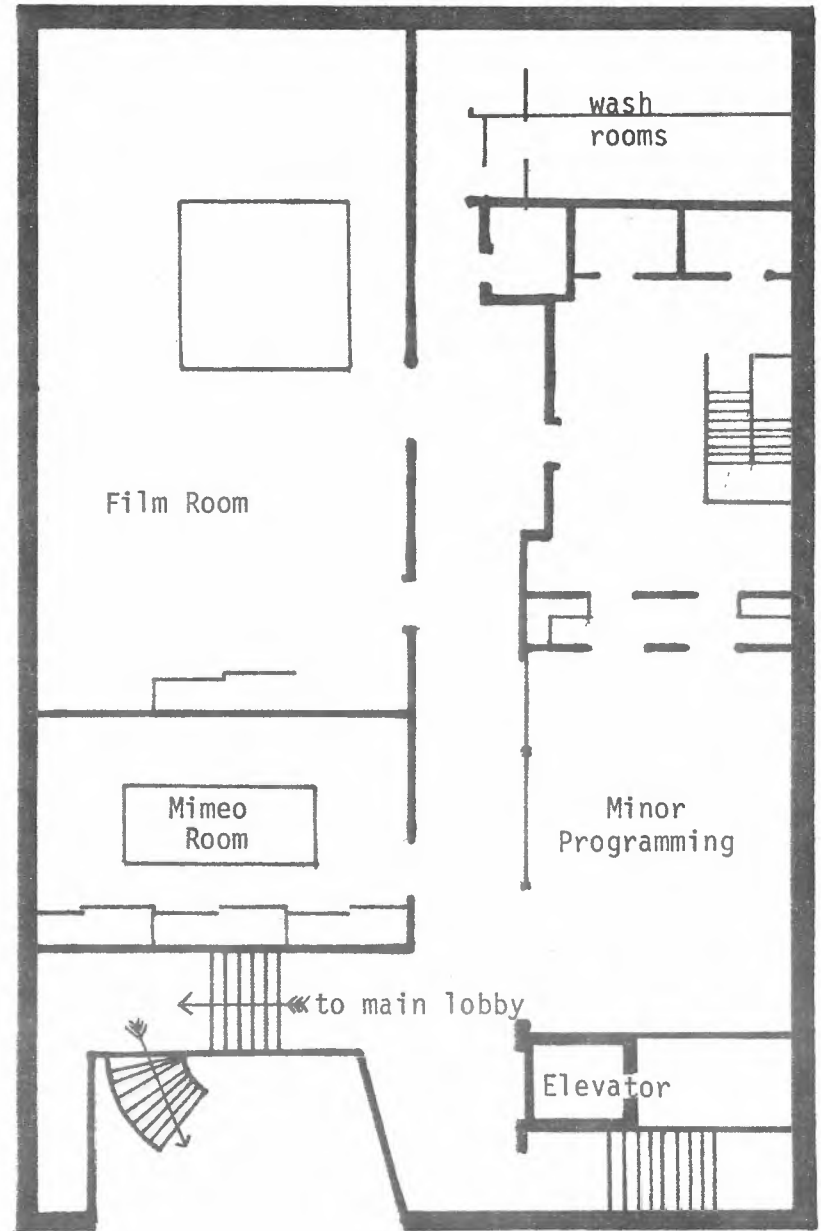 wash
rooms
Film Room
Mimeo
Room
Minor
Programming
to main lobby
Elevator